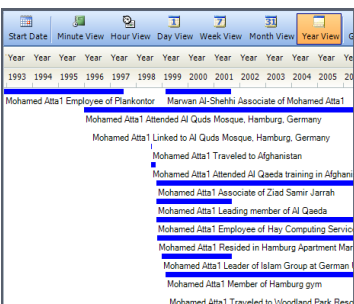 Start Date Minute View Hour View Day View Week View Month View Year View G
Year Year Year Year Year Year Year Year Year Year Year Year Year Year Ye
1993 1994 1995 1996 1997 1998 1999 2000 2001 2002 2003 2004 2005 20
Mohamed Atta1 Employee of Plankontor Marwan Al-Shehhi Associate of Mohamed Atta1
Mohamed Atta1 Attended Al Quds Mosque, Hamburg, Germany
Mohamed Atta1 Linked to Al Quds Mosque, Hamburg, Germany
Mohamed Atta1 Traveled to Afghanistan
Mohamed Atta1 Attended Al Qaeda training in Afghani
Mohamed Atta1 Associate of Ziad Samir Jarrah
Mohamed Atta1 Leading member of Al Qaeda
Mohamed Atta1 Employee of Hay Computing Service
Mohamed Atta1 Resided in Hamburg Apartment Mar
Mohamed Atta1 Leader of Islam Group at German
Mohamed Atta1 Member of Hamburg gym
Mohamed Atta1 Traveled to Woodland Park Reso